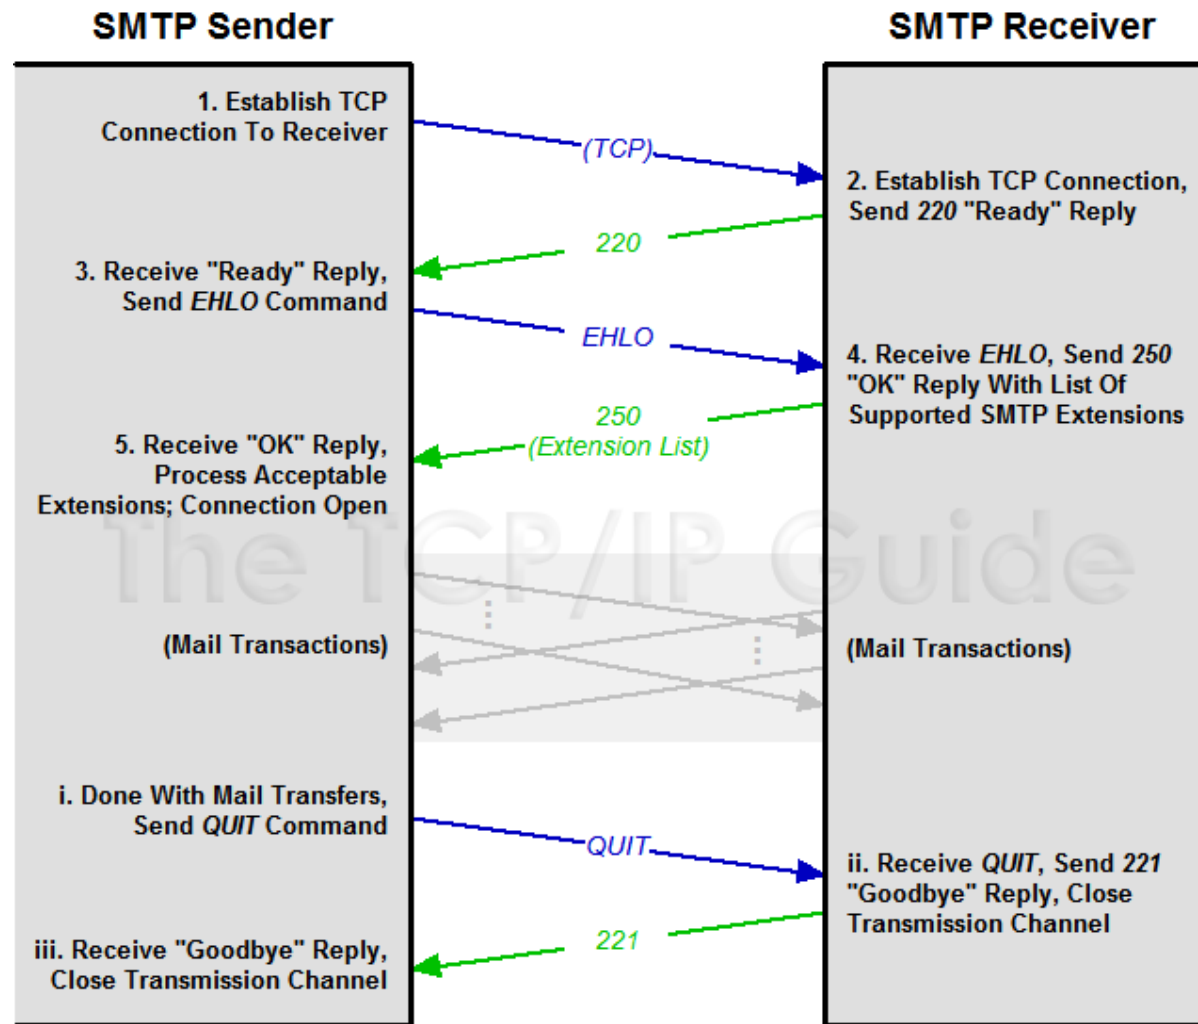 SMTP Sender
SMTP Receiver
1. Establish TCP
Connection To Receiver
(TCP)
2. Establish TCP Connection,
Send 220 "Ready" Reply
220
3. Receive "Ready" Reply,
Send EHLO Command
EHLO
4. Receive EHLO, Send 250
"OK" Reply With List Of
Supported SMTP Extensions
250
(Extension List)
5. Receive "OK" Reply,
Process Acceptable
Extensions; Connection Open
The TCP/IP Guide
(Mail Transactions)
(Mail Transactions)
i. Done With Mail Transfers,
Send QUIT Command
QUIT
ii. Receive QUIT, Send 221
"Goodbye" Reply, Close
Transmission Channel
221
iii. Receive "Goodbye" Reply,
Close Transmission Channel